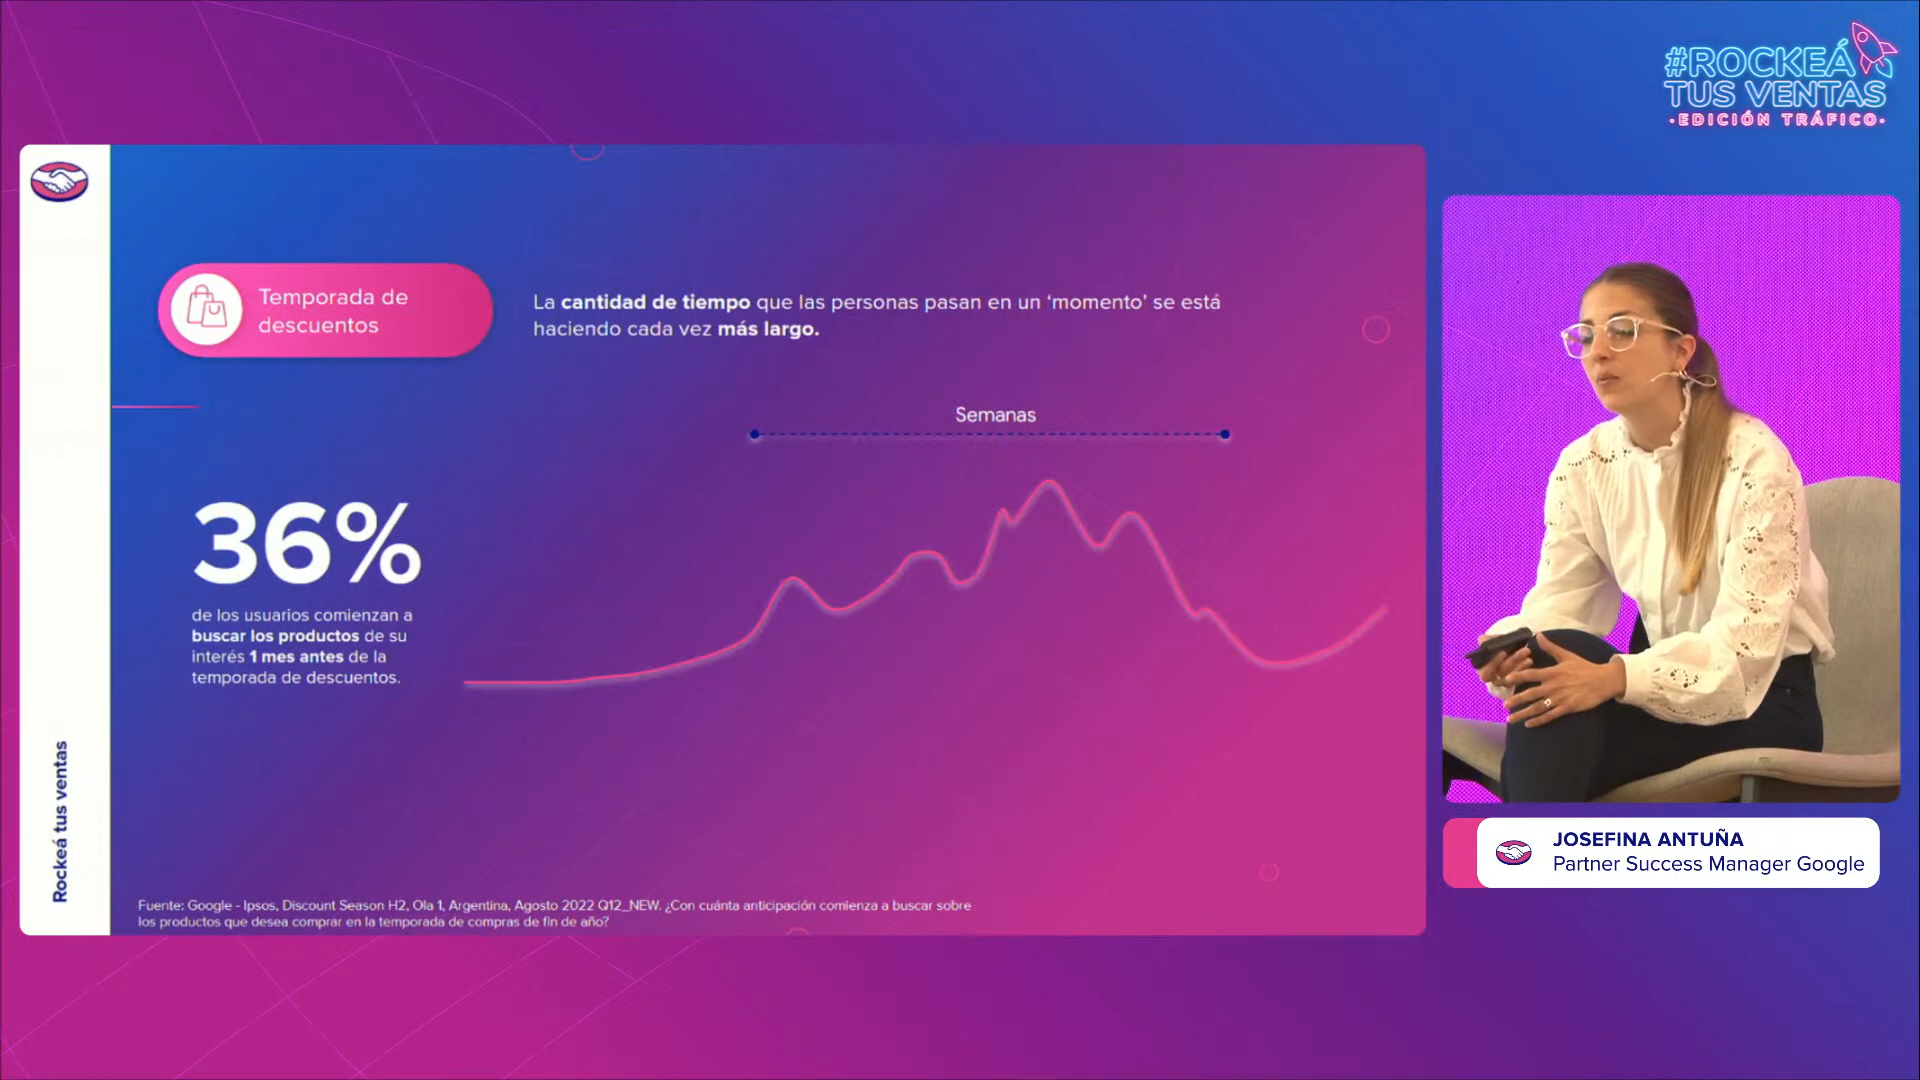 #ROCKEÁ
TUS VENTAS
•EDICIÓN TRÁFICO•
Temporada de
descuentos
La cantidad de tiempo que las personas pasan en un ‘momento’ se está
haciendo cada vez más largo.
Semanas
36%
de los usuarios comienzan a
buscar los productos de su
interés 1 mes antes de la
temporada de descuentos.
Rockeá tus ventas
Fuente: Google - Ipsos, Discount Season H2, Ola 1, Argentina, Agosto 2022 Q12_NEW. ¿Con cuánta anticipación comienza a buscar sobre
los productos que desea comprar en la temporada de compras de fin de año?
JOSEFINA ANTUÑA
Partner Success Manager Google